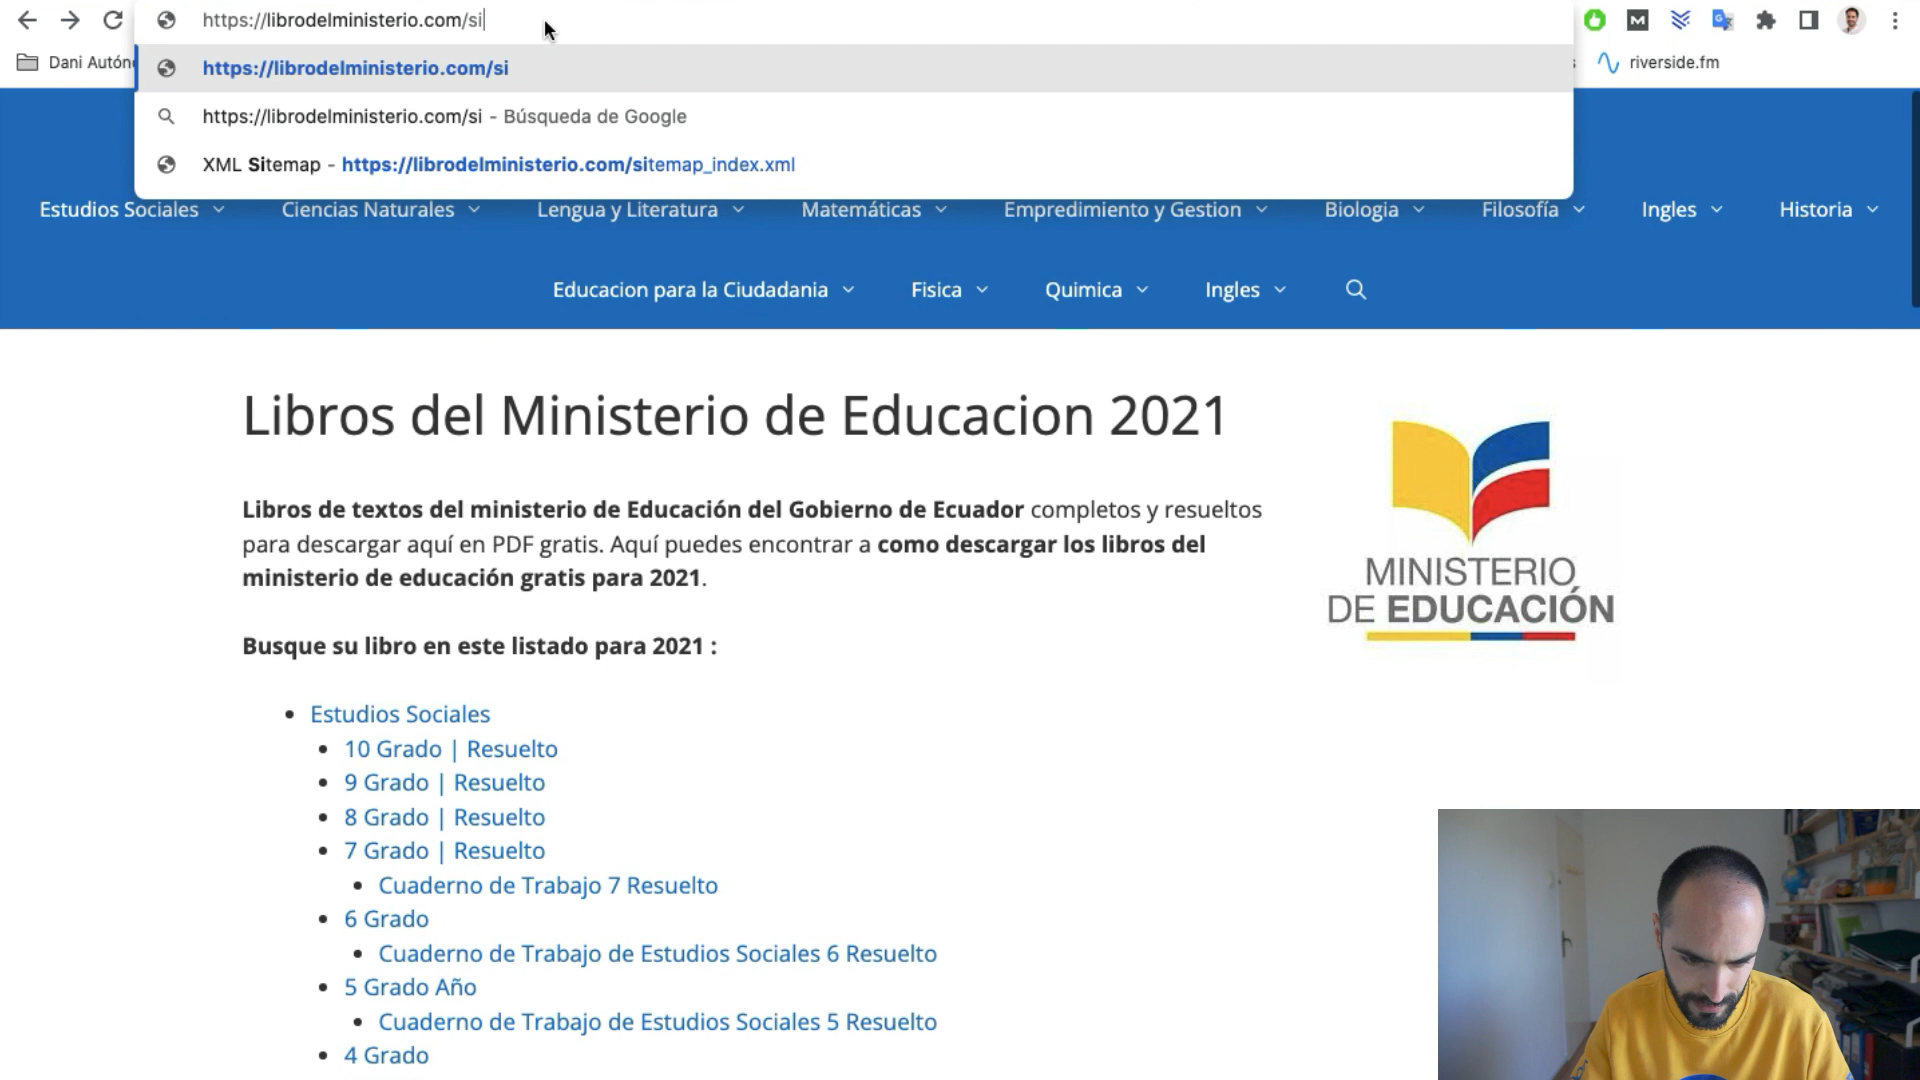 https://librodelministerio.com/si
Dani Autón
riverside.fm
https://librodelministerio.com/si
https://librodelministerio.com/si - Búsqueda de Google
XML Sitemap - https://librodelministerio.com/sitemap_index.xml
Estudios Sociales Ciencias Naturales Lengua y Literatura Matemáticas Empredimiento y Gestion Biologia Filosofía Ingles Historia
Educacion para la Ciudadania Fisica Quimica Ingles
Libros del Ministerio de Educacion 2021
Libros de textos del ministerio de Educación del Gobierno de Ecuador completos y resueltos
para descargar aquí en PDF gratis. Aquí puedes encontrar a como descargar los libros del
ministerio de educación gratis para 2021.
MINISTERIO
DE EDUCACIÓN
Busque su libro en este listado para 2021 :
• Estudios Sociales
• 10 Grado | Resuelto
• 9 Grado | Resuelto
• 8 Grado | Resuelto
• 7 Grado | Resuelto
• Cuaderno de Trabajo 7 Resuelto
• 6 Grado
• Cuaderno de Trabajo de Estudios Sociales 6 Resuelto
• 5 Grado Año
• Cuaderno de Trabajo de Estudios Sociales 5 Resuelto
• 4 Grado